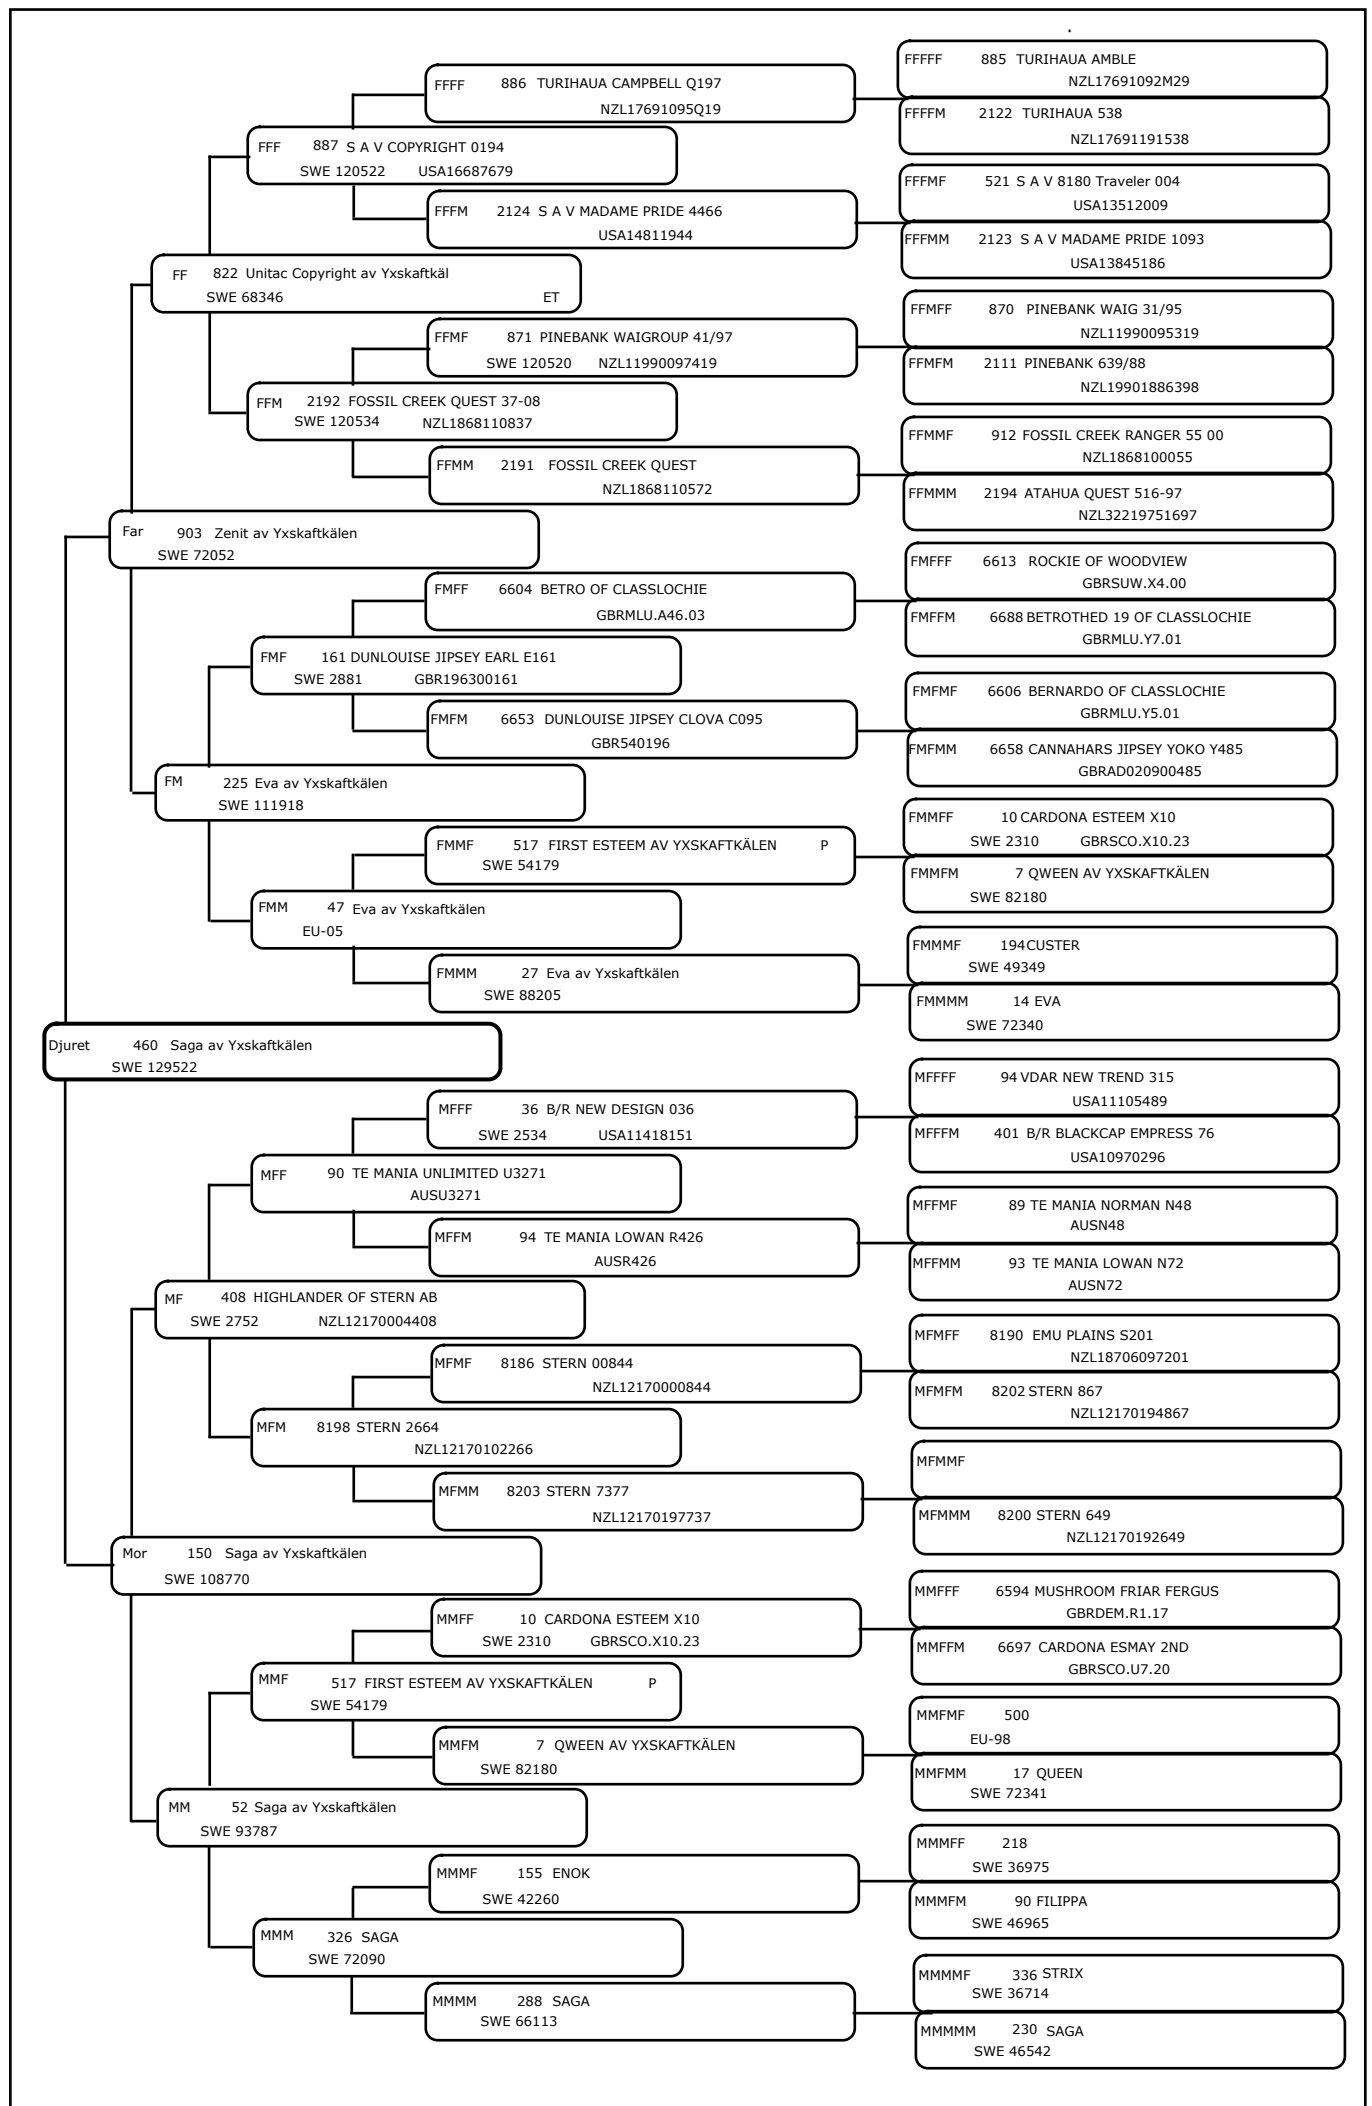 FFFFF 885 TURIHAUA AMBLE
NZL17691092M29
FFFF 886 TURIHAUA CAMPBELL Q197
NZL17691095Q19
FFFFM 2122 TURIHAUA 538
NZL17691191538
FFF 887 S A V COPYRIGHT 0194
SWE 120522 USA16687679
FFFMF 521 S A V 8180 Traveler 004
USA13512009
FFFM 2124 S A V MADAME PRIDE 4466
USA14811944
FFFMM 2123 S A V MADAME PRIDE 1093
USA13845186
FF 822 Unitac Copyright av Yxskaftkäl
SWE 68346 ET
FFMFF 870 PINEBANK WAIG 31/95
NZL11990095319
FFMF 871 PINEBANK WAIGROUP 41/97
SWE 120520 NZL11990097419
FFMFM 2111 PINEBANK 639/88
NZL19901886398
FFM 2192 FOSSIL CREEK QUEST 37-08
SWE 120534 NZL1868110837
FFMMF 912 FOSSIL CREEK RANGER 55 00
NZL1868100055
FFMM 2191 FOSSIL CREEK QUEST
NZL1868110572
FFMMM 2194 ATAHUA QUEST 516-97
NZL32219751697
Far 903 Zenit av Yxskaftkälen
SWE 72052
FMFFF 6613 ROCKIE OF WOODVIEW
GBRSUW.X4.00
FMFF 6604 BETRO OF CLASSLOCHIE
GBRMLU.A46.03
FMFFM 6688 BETROTHED 19 OF CLASSLOCHIE
GBRMLU.Y7.01
FMF 161 DUNLOUISE JIPSEY EARL E161
SWE 2881 GBR196300161
FMFMF 6606 BERNARDO OF CLASSLOCHIE
GBRMLU.Y5.01
FMFM 6653 DUNLOUISE JIPSEY CLOVA C095
GBR540196
FMFMM 6658 CANNAHARS JIPSEY YOKO Y485
GBRAD020900485
FM 225 Eva av Yxskaftkälen
SWE 111918
FMMFF 10 CARDONA ESTEEM X10
SWE 2310 GBRSCO.X10.23
FMMF 517 FIRST ESTEEM AV YXSKAFTKÄLEN P
SWE 54179
FMMFM 7 QWEEN AV YXSKAFTKÄLEN
SWE 82180
FMM 47 Eva av Yxskaftkälen
EU-05
FMMMF 194 CUSTER
SWE 49349
FMMM 27 Eva av Yxskaftkälen
SWE 88205
FMMMM 14 EVA
SWE 72340
Djuret 460 Saga av Yxskaftkälen
SWE 129522
MFFFF 94 VDAR NEW TREND 315
USA11105489
MFFF 36 B/R NEW DESIGN 036
SWE 2534 USA11418151
MFFFM 401 B/R BLACKCAP EMPRESS 76
USA10970296
MFF 90 TE MANIA UNLIMITED U3271
AUSU3271
MFFMF 89 TE MANIA NORMAN N48
AUSN48
MFFM 94 TE MANIA LOWAN R426
AUSR426
MFFMM 93 TE MANIA LOWAN N72
AUSN72
MF 408 HIGHLANDER OF STERN AB
SWE 2752 NZL12170004408
MFMFF 8190 EMU PLAINS S201
NZL18706097201
MFMF 8186 STERN 00844
NZL12170000844
MFMFM 8202 STERN 867
NZL12170194867
MFM 8198 STERN 2664
NZL12170102266
MFMMF
MFMM 8203 STERN 7377
NZL12170197737
MFMMM 8200 STERN 649
NZL12170192649
Mor 150 Saga av Yxskaftkälen
SWE 108770
MMFFF 6594 MUSHROOM FRIAR FERGUS
GBRDEM.R1.17
MMFF 10 CARDONA ESTEEM X10
SWE 2310 GBRSCO.X10.23
MMFFM 6697 CARDONA ESMAY 2ND
GBRSCO.U7.20
MMF 517 FIRST ESTEEM AV YXSKAFTKÄLEN P
SWE 54179
MMFMF 500
EU-98
MMFM 7 QWEEN AV YXSKAFTKÄLEN
SWE 82180
MMFMM 17 QUEEN
SWE 72341
MM 52 Saga av Yxskaftkälen
SWE 93787
MMMFF 218
SWE 36975
MMMF 155 ENOK
SWE 42260
MMMFM 90 FILIPPA
SWE 46965
MMM 326 SAGA
SWE 72090
MMMMF 336 STRIX
SWE 36714
MMMM 288 SAGA
SWE 66113
MMMMM 230 SAGA
SWE 46542